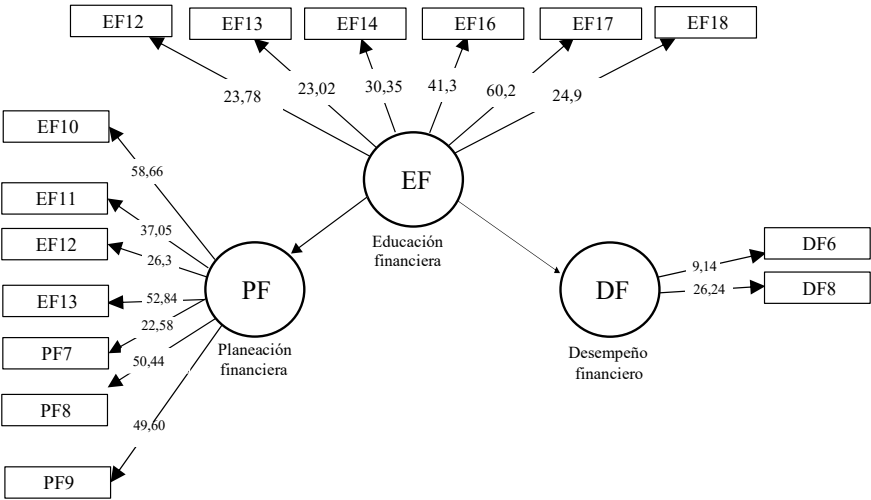 EF12
EF13
EF14
EF16
EF17
EF18
23,78
23,02
30,35
41,3
60,2
24,9
EF10
58,66
EF
EF11
37,05
EF12
26,3
Educación
financiera
DF6
9,14
DF8
26,24
EF13
52,84
PF
DF
PF7
22,58
Planeación
financiera
Desempeño
financiero
50,44
PF8
49,60
PF9